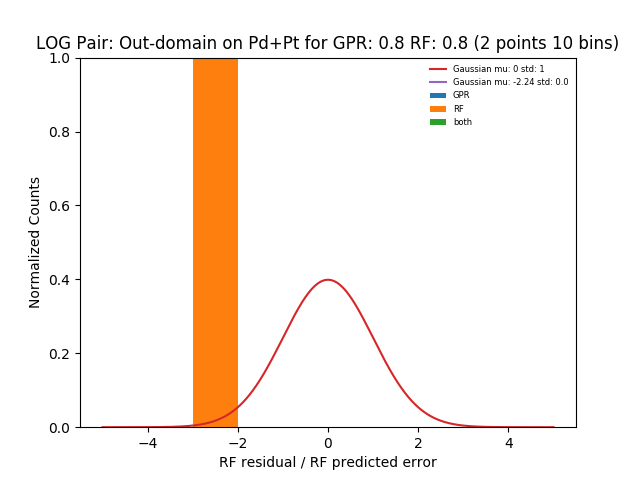 LOG Pair: Out-domain on Pd+Pt for GPR: 0.8 RF: 0.8 (2 points 10 bins)
1.0
0.8
0.6
0.4
0.2
0.0
Normalized Counts
Gaussian mu: 0 std: 1
Gaussian mu: -2.24 std: 0.0
GPR
RF
both
−4 −2 0 2 4
RF residual / RF predicted error